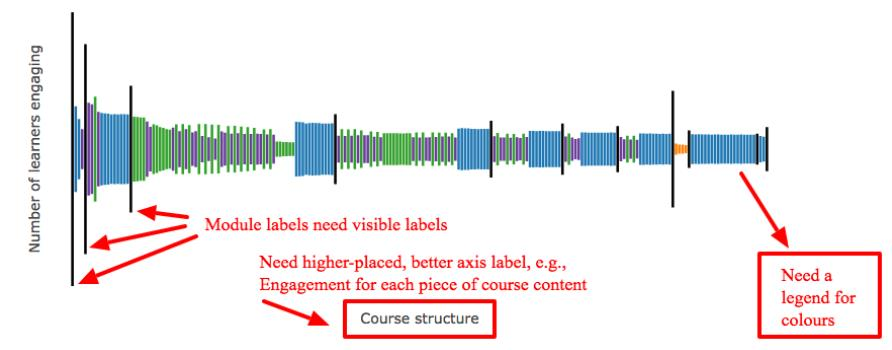 Number of learners engaging
Module labels need visible labels
Need higher-placed, better axis label, e.g.,
Engagement for each piece of course content
Course structure
Need a
legend for
colours